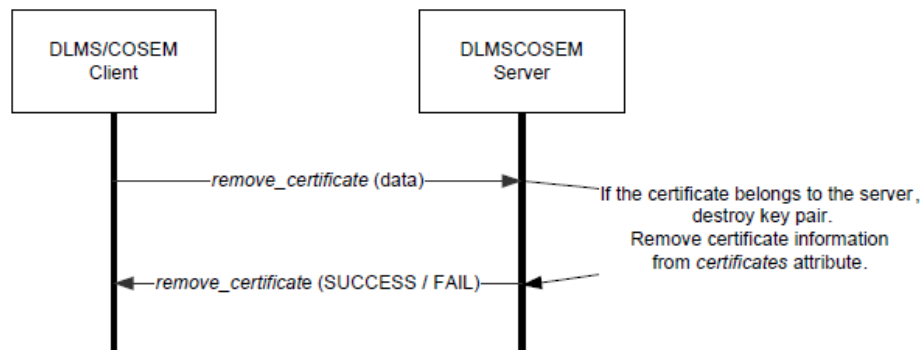 DLMS/COSEM
Client
DLMSCOSEM
Server
remove_certificate (data)
If the certificate belongs to the server,
destroy key pair.
Remove certificate information
from certificates attribute.
remove_certificate (SUCCESS / FAIL)